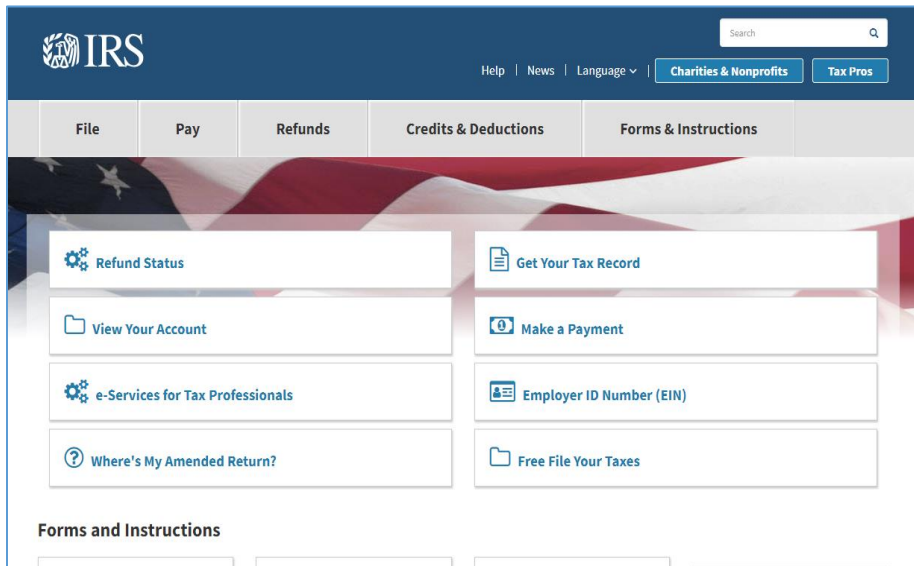 IRS
Search
Help | News | Language | Charities & Nonprofits Tax Pros
File Pay Refunds Credits & Deductions Forms & Instructions
Refund Status
Get Your Tax Record
View Your Account
Make a Payment
e-Services for Tax Professionals
Employer ID Number (EIN)
Where's My Amended Return?
Free File Your Taxes
Forms and Instructions